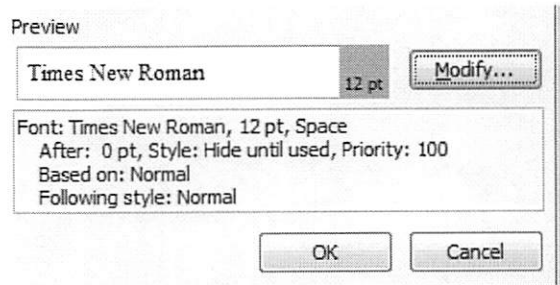 Preview
Times New Roman
12 pt
Modify...
Font: Times New Roman, 12 pt, Space
After: 0 pt, Style: Hide until used, Priority: 100
Based on: Normal
Following style: Normal
OK
Cancel